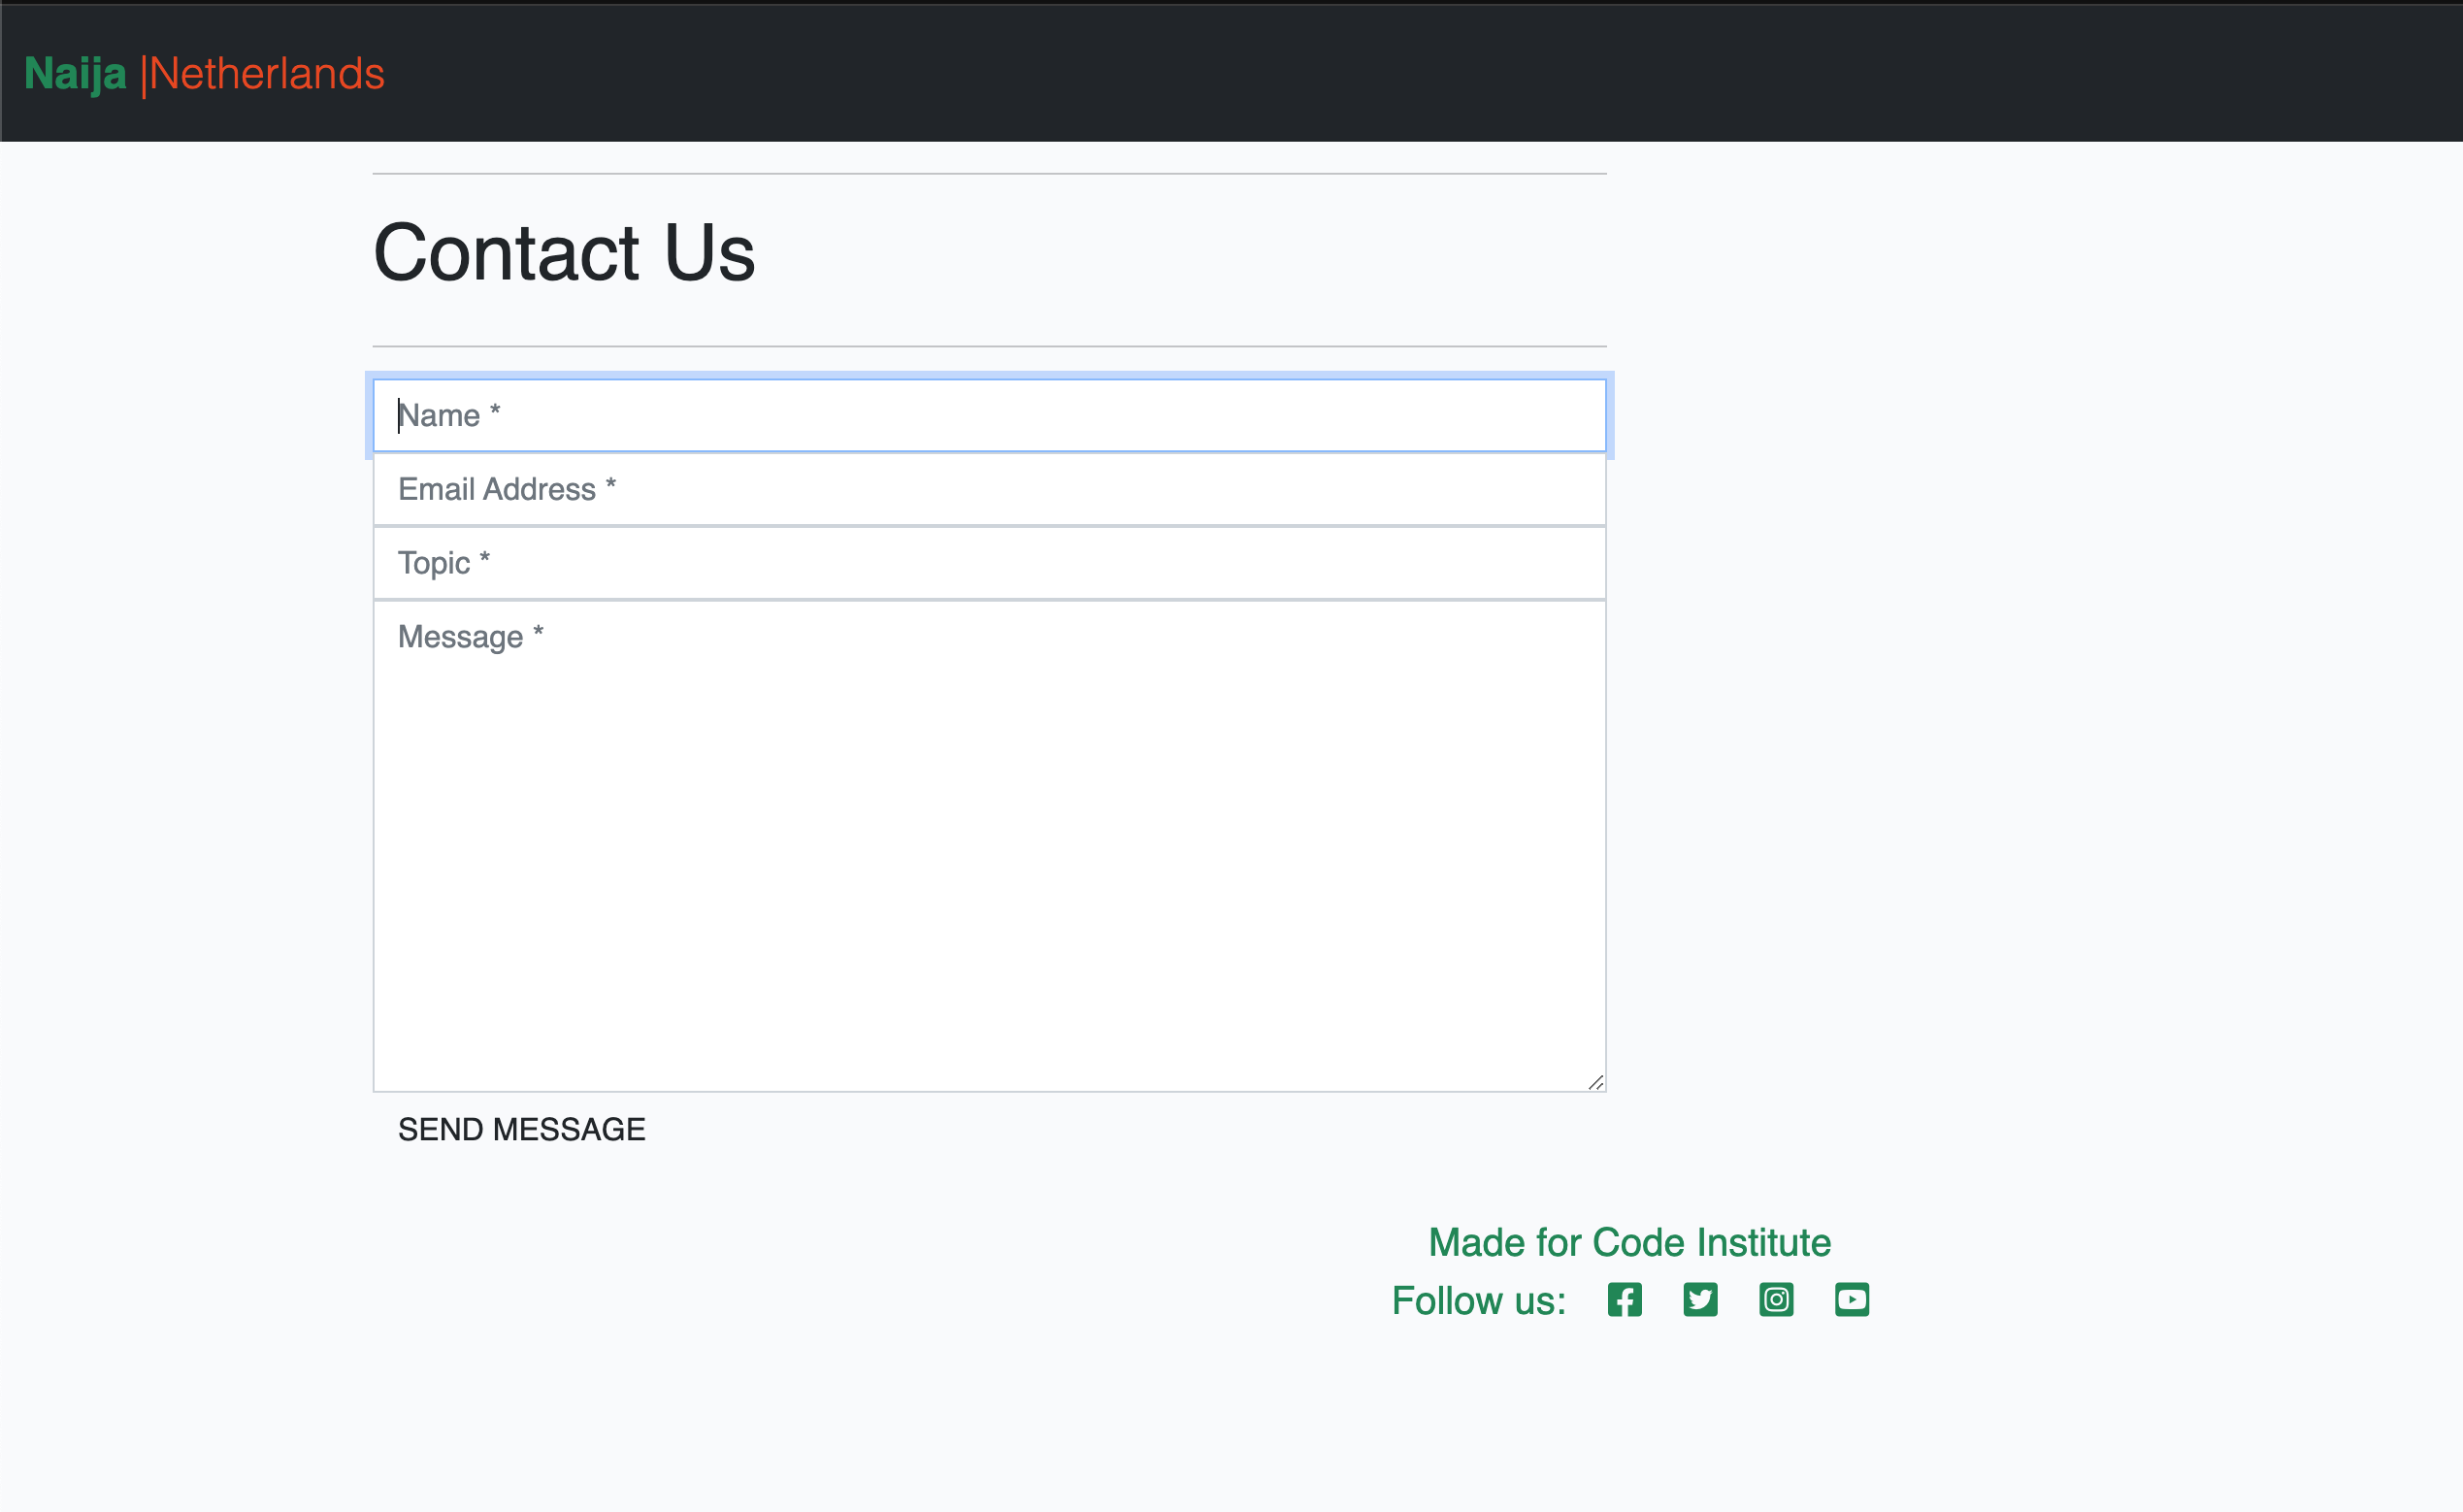 Naija |Netherlands
Contact Us
Name *
Email Address *
Topic *
Message *
SEND MESSAGE
Made for Code Institute
Follow us: